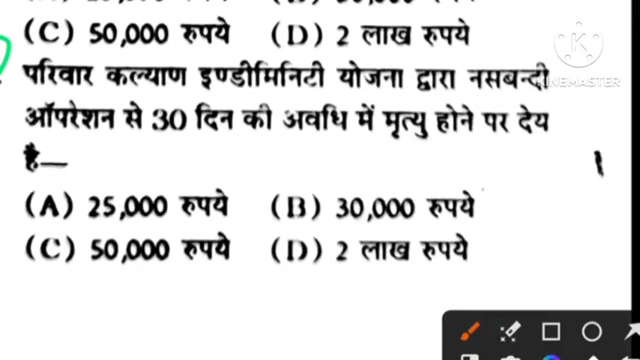 (C) 50,000 रुपये (D) 2 लाख रुपये
परिवार कल्याण इण्डीमिनिटी योजना द्वारा नसबन्दी
ऑपरेशन से 30 दिन की अवधि में मृत्यु होने पर देय
है—
(A) 25,000 रुपये (B) 30,000 रुपये
(C) 50,000 रुपये (D) 2 लाख रुपये
KINEMASTER